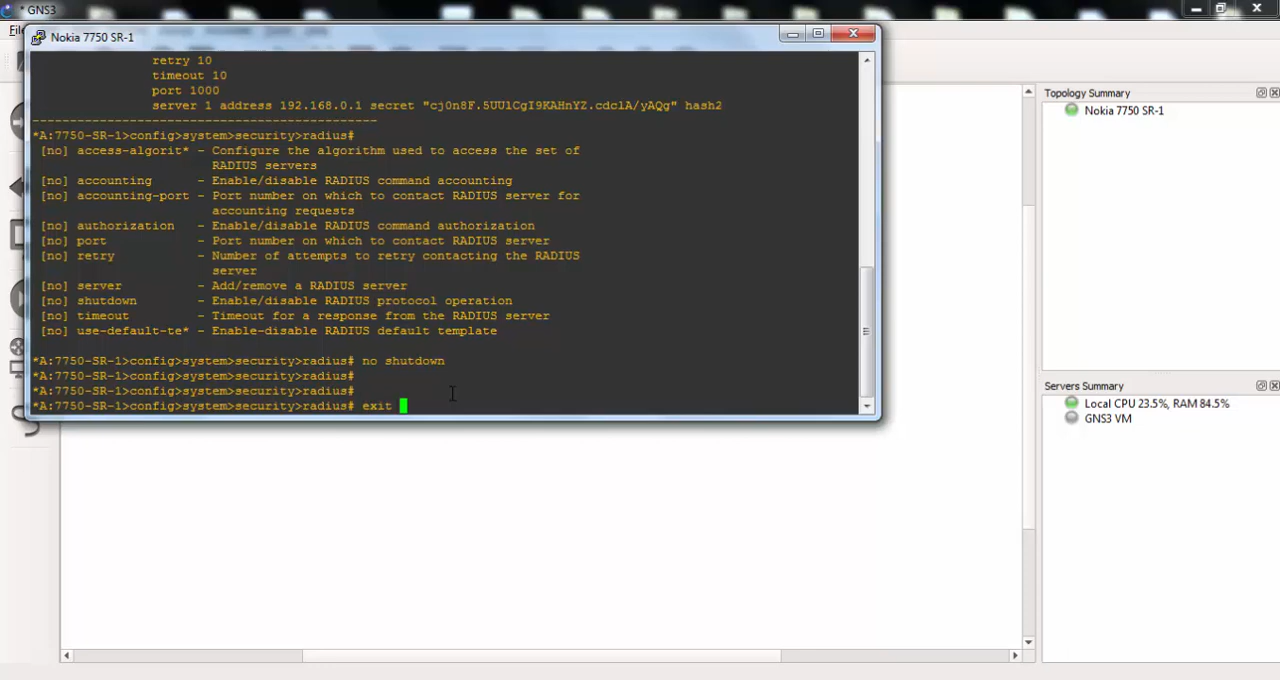 * GNS3
Nokia 7750 SR-1
retry 10
timeout 10
port 1000
server 1 address 192.168.0.1 secret "cj0n8F.5UUlCgI9KAHnYZ.cdclA/yAQg" hash2
----------------------------------------------
*A:7750-SR-1>config>system>security>radius#
[no] access-algorit* - Configure the algorithm used to access the set of
RADIUS servers
[no] accounting - Enable/disable RADIUS command accounting
[no] accounting-port - Port number on which to contact RADIUS server for
accounting requests
[no] authorization - Enable/disable RADIUS command authorization
[no] port - Port number on which to contact RADIUS server
[no] retry - Number of attempts to retry contacting the RADIUS
server
[no] server - Add/remove a RADIUS server
[no] shutdown - Enable/disable RADIUS protocol operation
[no] timeout - Timeout for a response from the RADIUS server
[no] use-default-te* - Enable-disable RADIUS default template
*A:7750-SR-1>config>system>security>radius# no shutdown
*A:7750-SR-1>config>system>security>radius#
*A:7750-SR-1>config>system>security>radius#
*A:7750-SR-1>config>system>security>radius# exit
Topology Summary
Nokia 7750 SR-1
Servers Summary
Local CPU 23.5%, RAM 84.5%
GNS3 VM